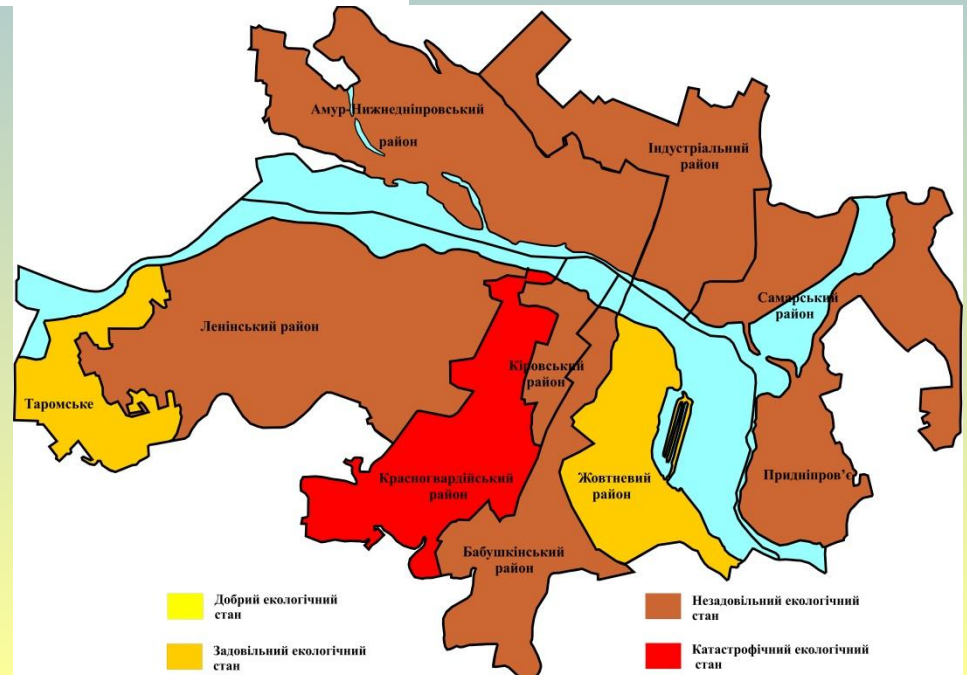 Амур-Нижнедніпровський
район
Індустріальний
район
Самарський
район
Ленінський район
Кіровський
район
Таромське
Красногвардійський
район
Жовтневий
район
Придніпров’є
Бабушкінський
район
Добрий екологічний
стан
Незадовільний екологічний
стан
Задовільний екологічний
стан
Катастрофічний екологічний
стан